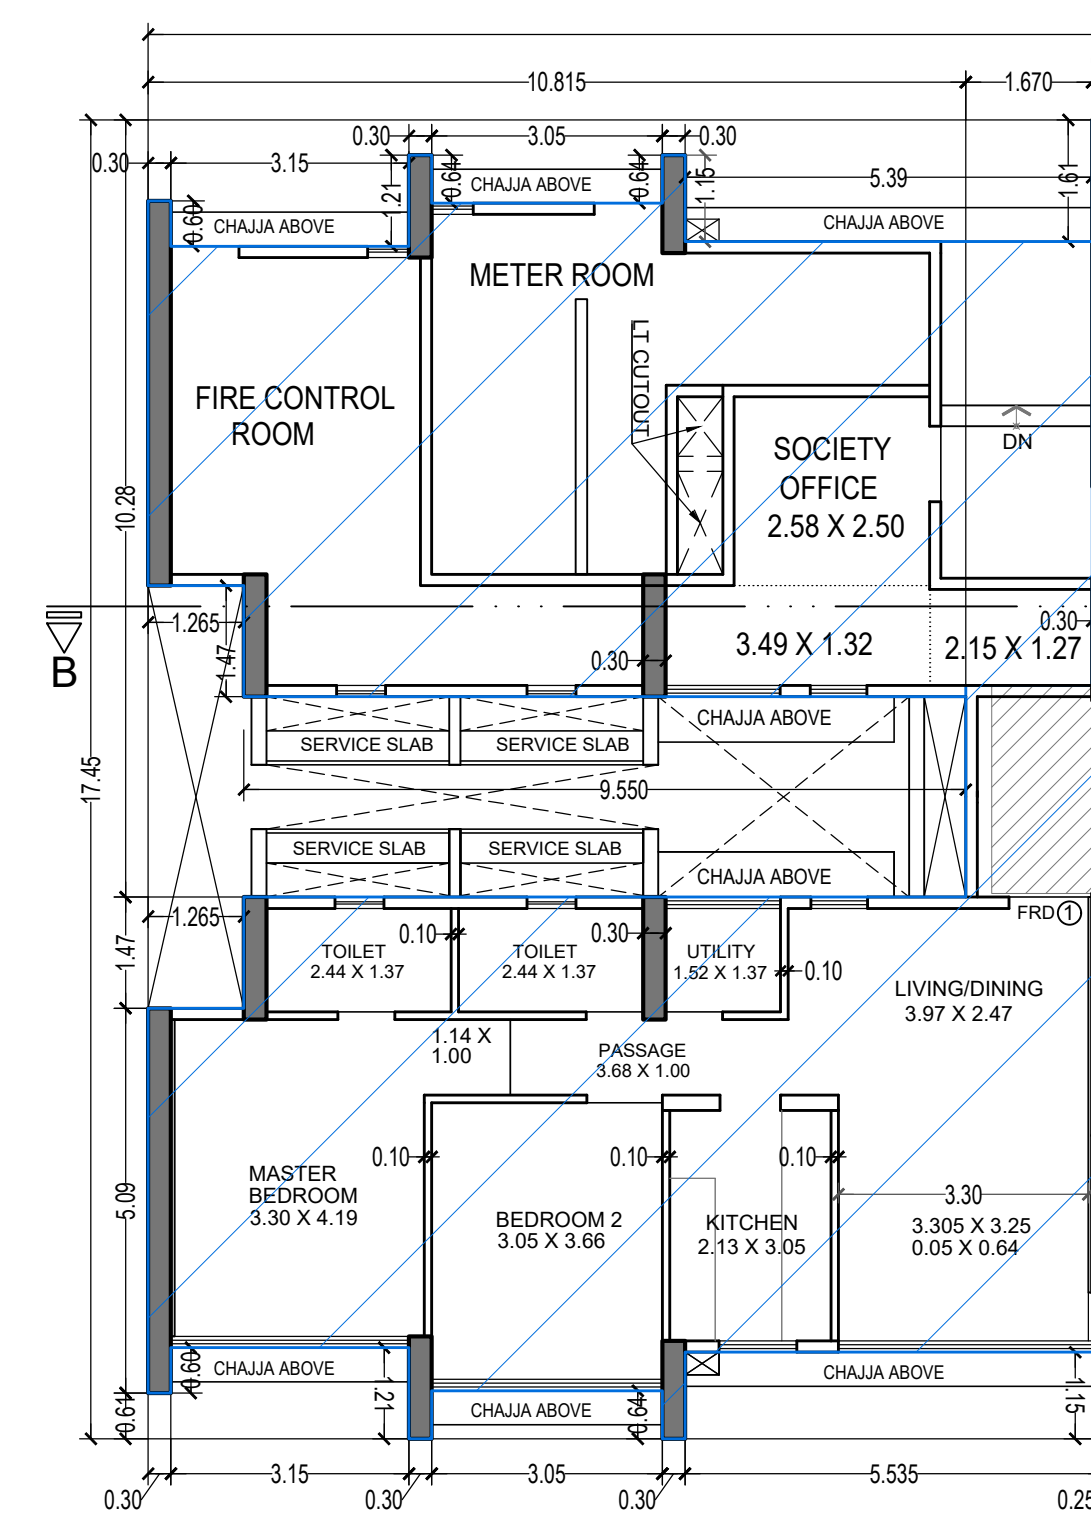 10.815
1.670
0.30
3.05
0.30
0.30
3.15
1.21
0.64
0.64
1.15
5.39
1.61
0.60
CHAJJA ABOVE
CHAJJA ABOVE
CHAJJA ABOVE
METER ROOM
LT CUTOUT
FIRE CONTROL
ROOM
SOCIETY
OFFICE
2.58 X 2.50
DN
10.28
17.45
B
1.265
1.47
0.30
3.49 X 1.32
0.30
2.15 X 1.27
SERVICE SLAB
SERVICE SLAB
CHAJJA ABOVE
9.550
SERVICE SLAB
SERVICE SLAB
CHAJJA ABOVE
1.265
1.47
0.10
0.30
FRD 1
TOILET
2.44 X 1.37
TOILET
2.44 X 1.37
UTILITY
1.52 X 1.37
0.10
LIVING/DINING
3.97 X 2.47
1.14 X
1.00
PASSAGE
3.68 X 1.00
0.10
0.10
0.10
MASTER
BEDROOM
3.30 X 4.19
5.09
3.30
BEDROOM 2
3.05 X 3.66
KITCHEN
2.13 X 3.05
3.305 X 3.25
0.05 X 0.64
0.60
CHAJJA ABOVE
1.21
CHAJJA ABOVE
0.64
CHAJJA ABOVE
1.15
0.61
3.15
3.05
5.535
0.30
0.30
0.30
0.25